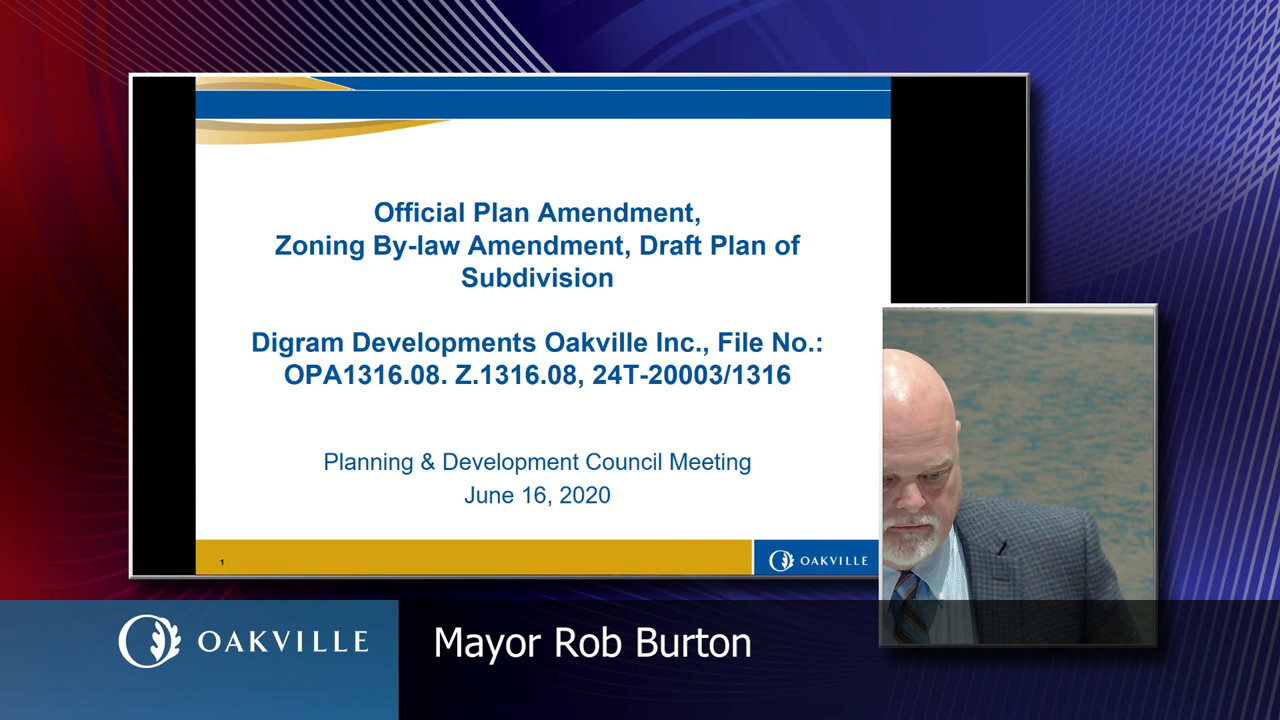 Official Plan Amendment,
Zoning By-law Amendment, Draft Plan of
Subdivision
Digram Developments Oakville Inc., File No.:
OPA1316.08. Z.1316.08, 24T-20003/1316
Planning & Development Council Meeting
June 16, 2020
1
OAKVILLE
OAKVILLE
Mayor Rob Burton